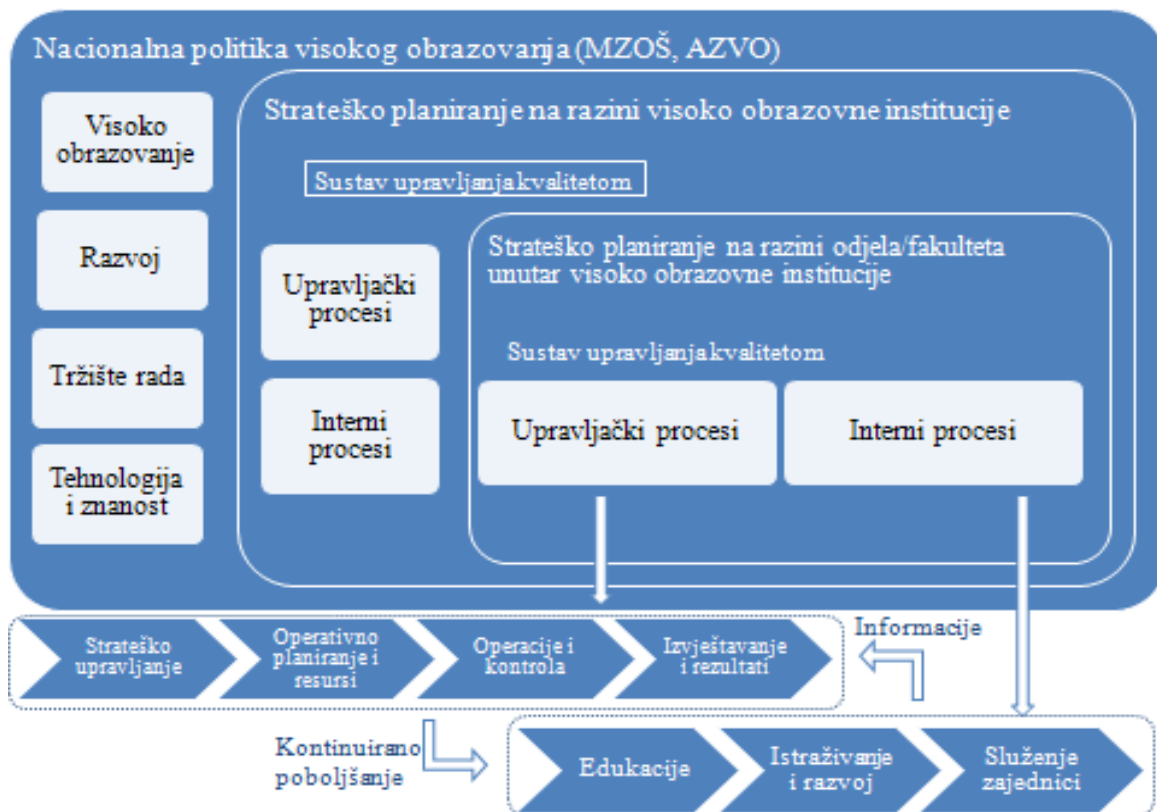 Nacionalna politika visokog obrazovanja (MZOŠ, AZVO)
Visoko
obrazovanje
Razvoj
Tržište rada
Tehnologija
i znanost
Strateško planiranje na razini visoko obrazovne institucije
Sustav upravljanja kvalitetom
Upravljački
procesi
Interni
procesi
Strateško planiranje na razini odjela/fakulteta
unutar visoko obrazovne institucije
Sustav upravljanja kvalitetom
Upravljački procesi
Interni procesi
Strateško
upravljanje
Operativno
planiranje i
resursi
Operacije i
kontrola
Izvještavanje
i rezultati
Informacije
Kontinuirano
poboljšanje
Edukacije
Istraživanje
i razvoj
Služenje
zajednici